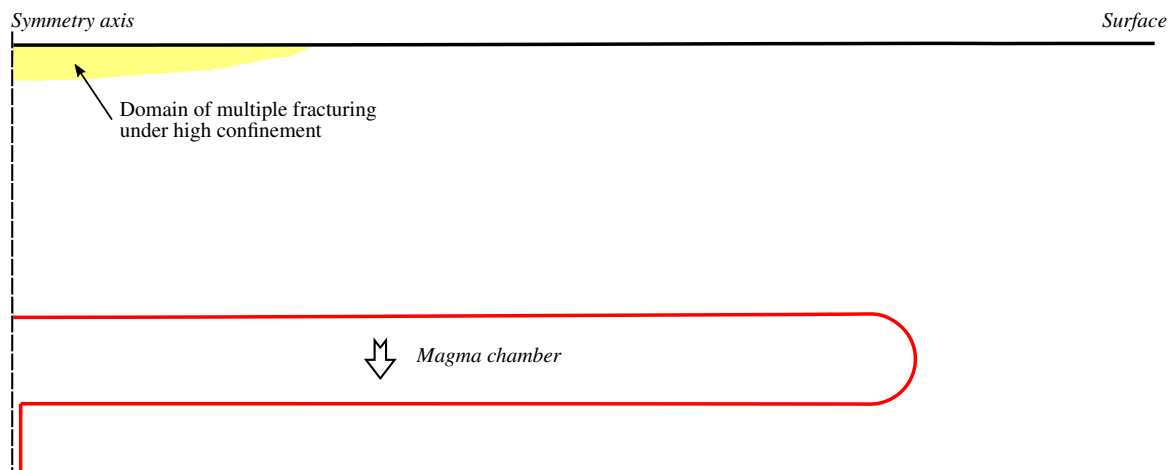 Symmetry axis
Surface
Domain of multiple fracturing
under high confinement
Magma chamber